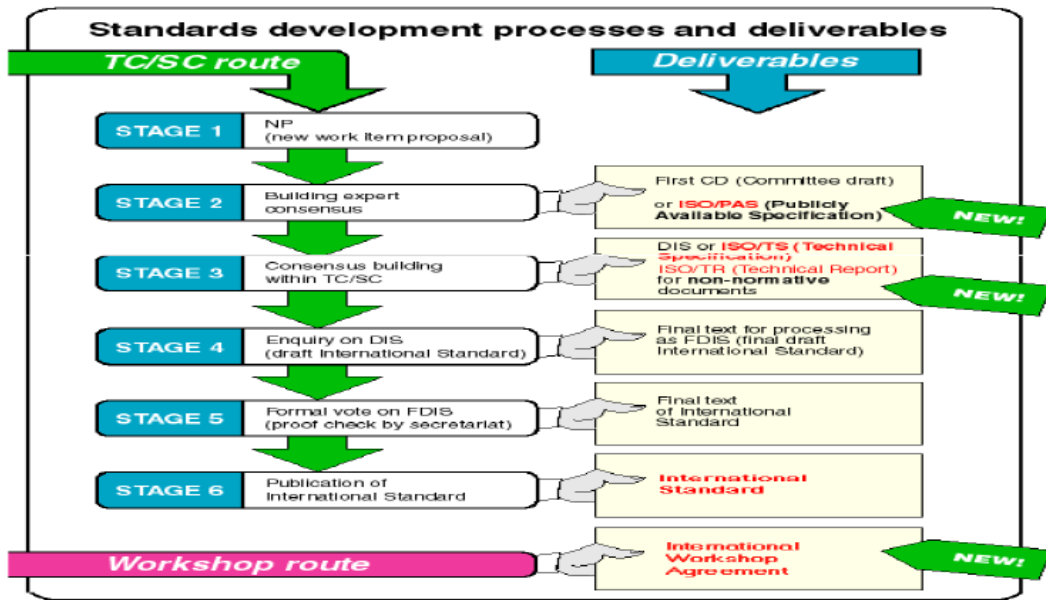 Standards development processes and deliverables
TC/SC route
Deliverables
STAGE 1
NP
(new work item proposal)
STAGE 2
Building expert
consensus
First CD (Committee draft)
or ISO/PAS (Publicly
Available Specification)
NEW!
STAGE 3
Consensus building
within TC/SC
DIS or ISO/TS (Technical
Specification)
ISO/TR (Technical Report)
for non-normative
documents
NEW!
STAGE 4
Enquiry on DIS
(draft International Standard)
Final text for processing
as FDIS (final draft
International Standard)
STAGE 5
Formal vote on FDIS
(proof check by secretariat)
Final text
of International
Standard
STAGE 6
Publication of
International Standard
International
Standard
Workshop route
International
Workshop
Agreement
NEW!